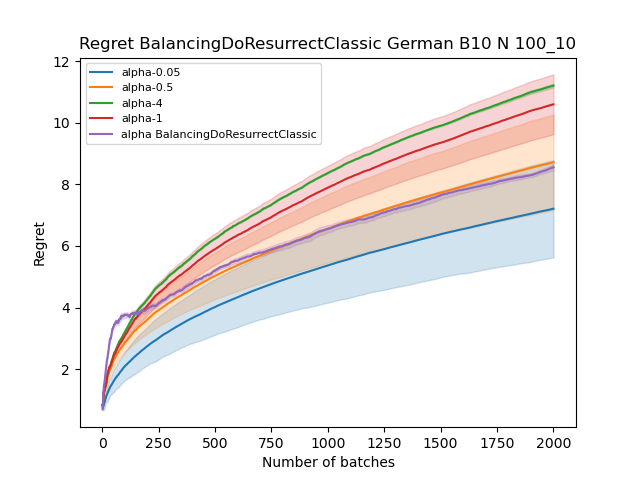 Regret BalancingDoResurrectClassic German B10 N 100_10
alpha-0.05
alpha-0.5
alpha-4
alpha-1
alpha BalancingDoResurrectClassic
12
10
8
6
4
2
Regret
0 250 500 750 1000 1250 1500 1750 2000
Number of batches